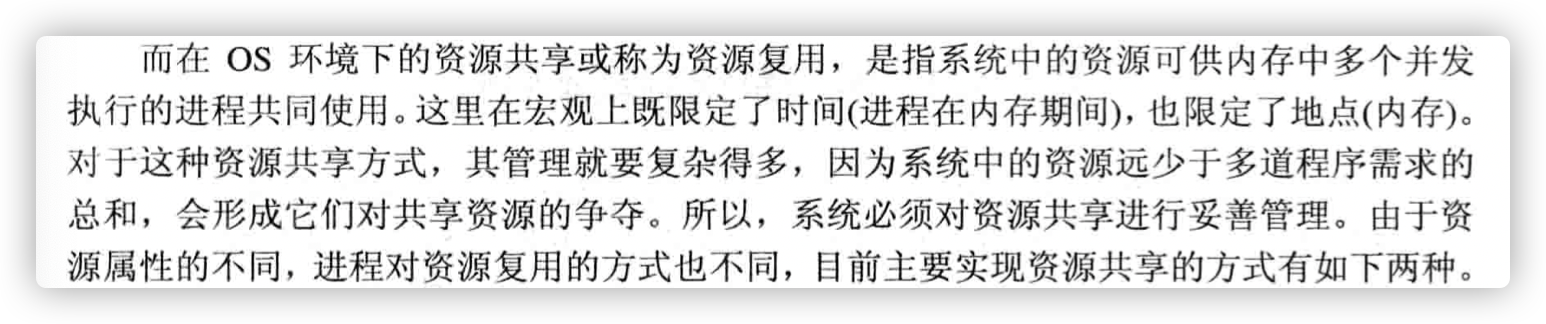 而在 OS 环境下的资源共享或称为资源复用，是指系统中的资源可供内存中多个并发
执行的进程共同使用。这里在宏观上既限定了时间(进程在内存期间)，也限定了地点(内存)。
对于这种资源共享方式，其管理就要复杂得多，因为系统中的资源远少于多道程序需求的
总和，会形成它们对共享资源的争夺。所以，系统必须对资源共享进行妥善管理。由于资
源属性的不同，进程对资源复用的方式也不同，目前主要实现资源共享的方式有如下两种。